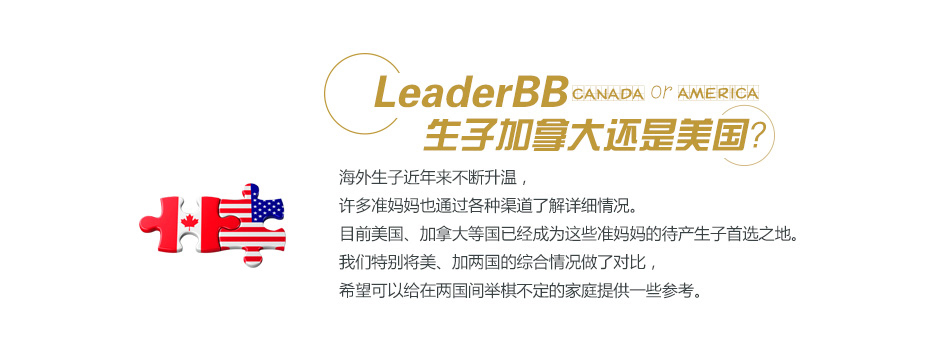 LeaderBB CANADA or AMERICA
生子加拿大还是美国?
海外生子近年来不断升温，
许多准妈妈也通过各种渠道了解详细情况。
目前美国、加拿大等国已经成为这些准妈妈的待产生子首选之地。
我们特别将美、加两国的综合情况做了对比，
希望可以给在两国间举棋不定的家庭提供一些参考。